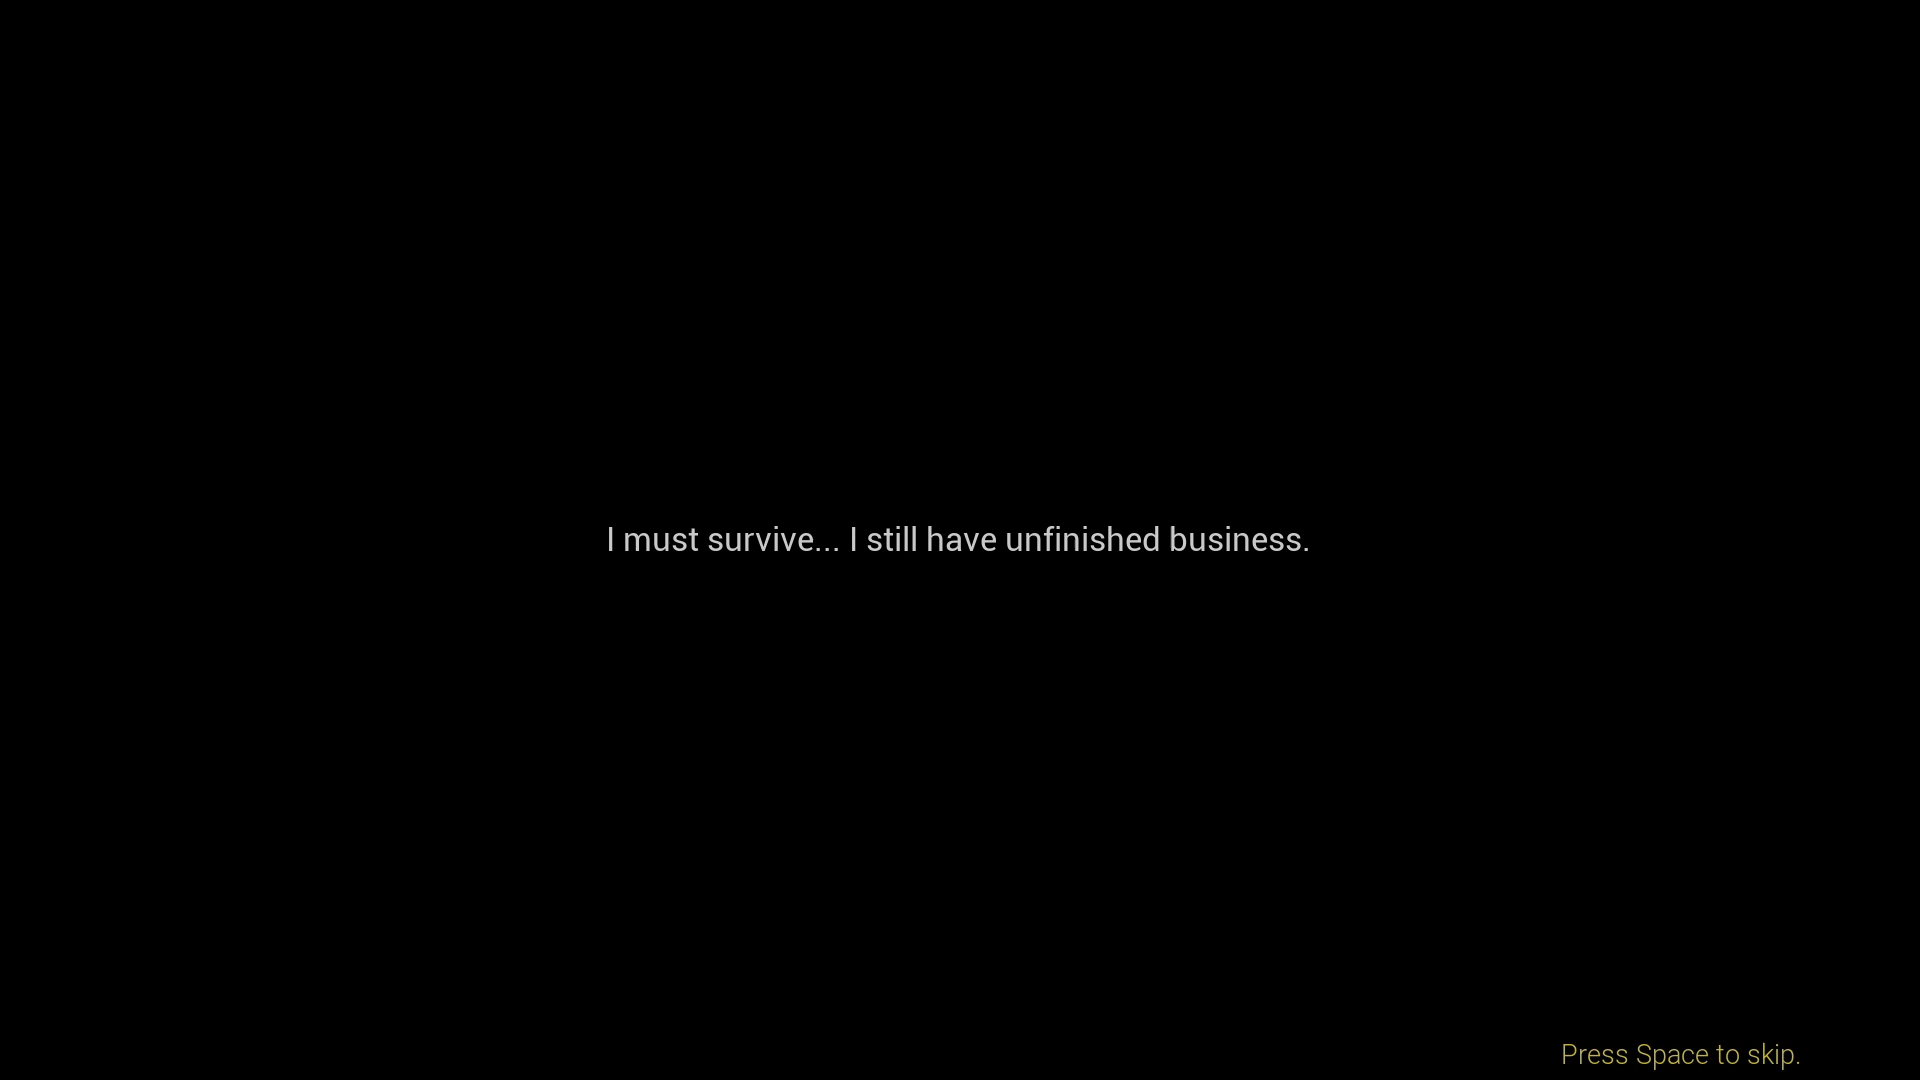 I must survive... I still have unfinished business.
Press Space to skip.